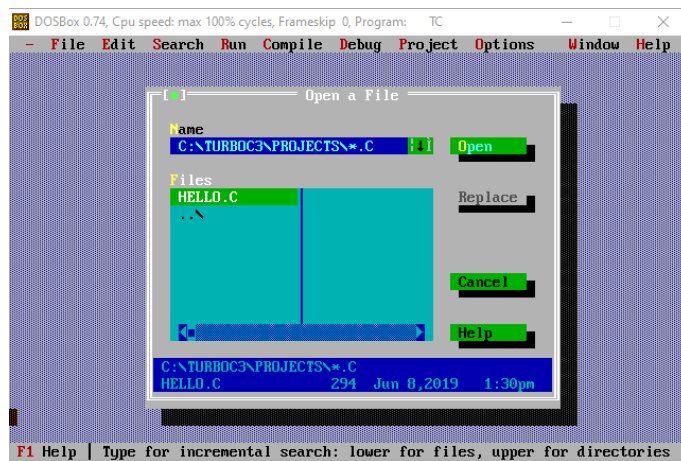 DOSBox 0.74, Cpu speed: max 100% cycles, Frameskip 0, Program: TC
- File Edit Search Run Compile Debug Project Options Window Help
Open a File
Name
C:\TURBOC3\PROJECTS\*.C
Open
Files
HELLO.C
Replace
..\
Cancel
Help
C:\TURBOC3\PROJECTS\*.C
HELLO.C 294 Jun 8,2019 1:30pm
F1 Help | Type for incremental search: lower for files, upper for directories